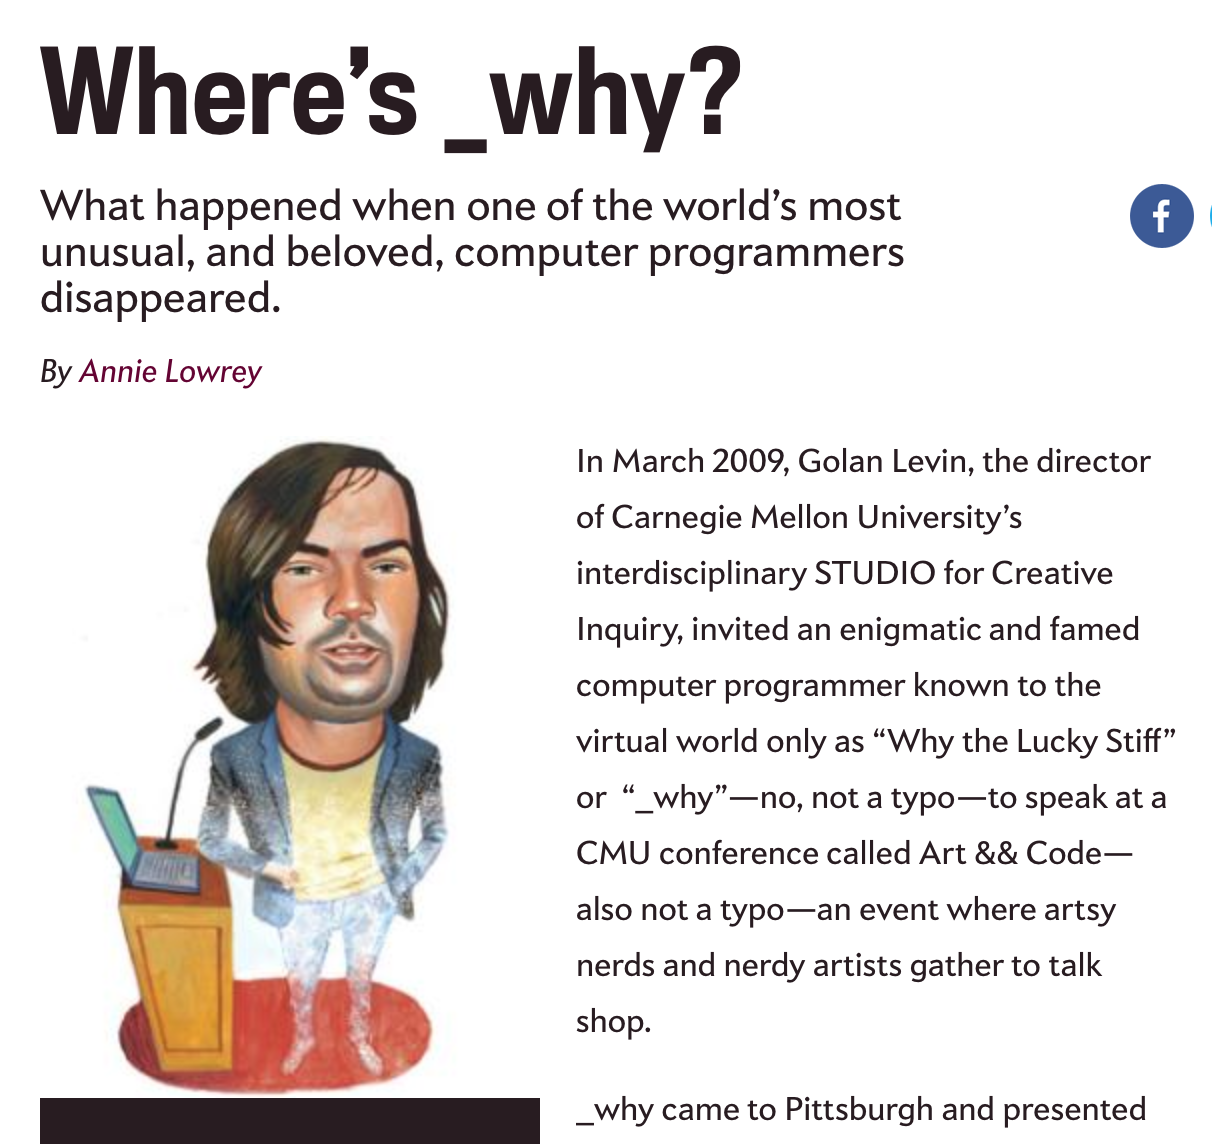 Where’s _why?
What happened when one of the world’s most
unusual, and beloved, computer programmers
disappeared.
By Annie Lowrey
In March 2009, Golan Levin, the director
of Carnegie Mellon University’s
interdisciplinary STUDIO for Creative
Inquiry, invited an enigmatic and famed
computer programmer known to the
virtual world only as “Why the Lucky Stiff”
or “_why”—no, not a typo—to speak at a
CMU conference called Art && Code—
also not a typo—an event where artsy
nerds and nerdy artists gather to talk
shop.
_why came to Pittsburgh and presented